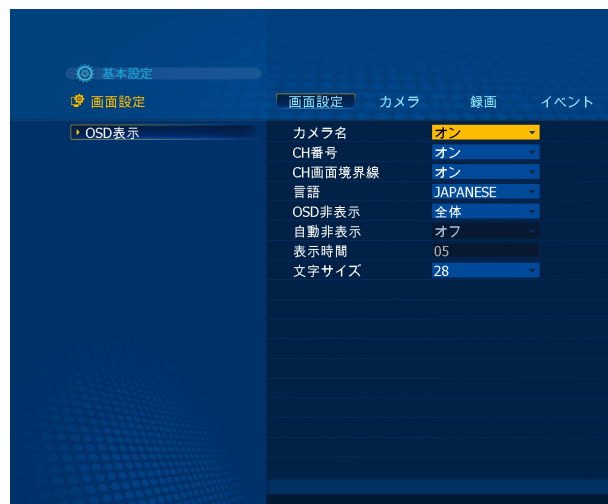 基本設定
画面設定
画面設定 カメラ 録画 イベント
OSD表示
カメラ名 オン
CH番号 オン
CH画面境界線 オン
言語 JAPANESE
OSD非表示 全体
自動非表示 オフ
表示時間 05
文字サイズ 28